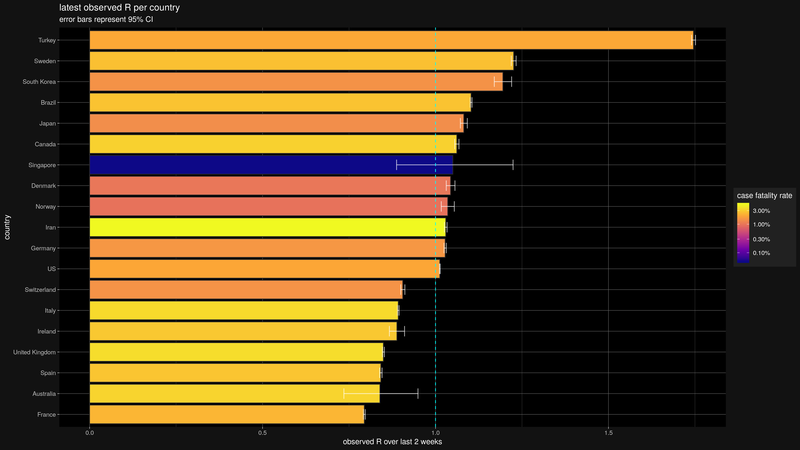 latest observed R per country
error bars represent 95% CI
Turkey
Sweden
South Korea
Brazil
Japan
Canada
Singapore
Denmark
Norway
Iran
Germany
US
Switzerland
Italy
Ireland
United Kingdom
Spain
Australia
France
country
0.0
0.5
1.0
1.5
observed R over last 2 weeks
case fatality rate
3.00%
1.00%
0.30%
0.10%